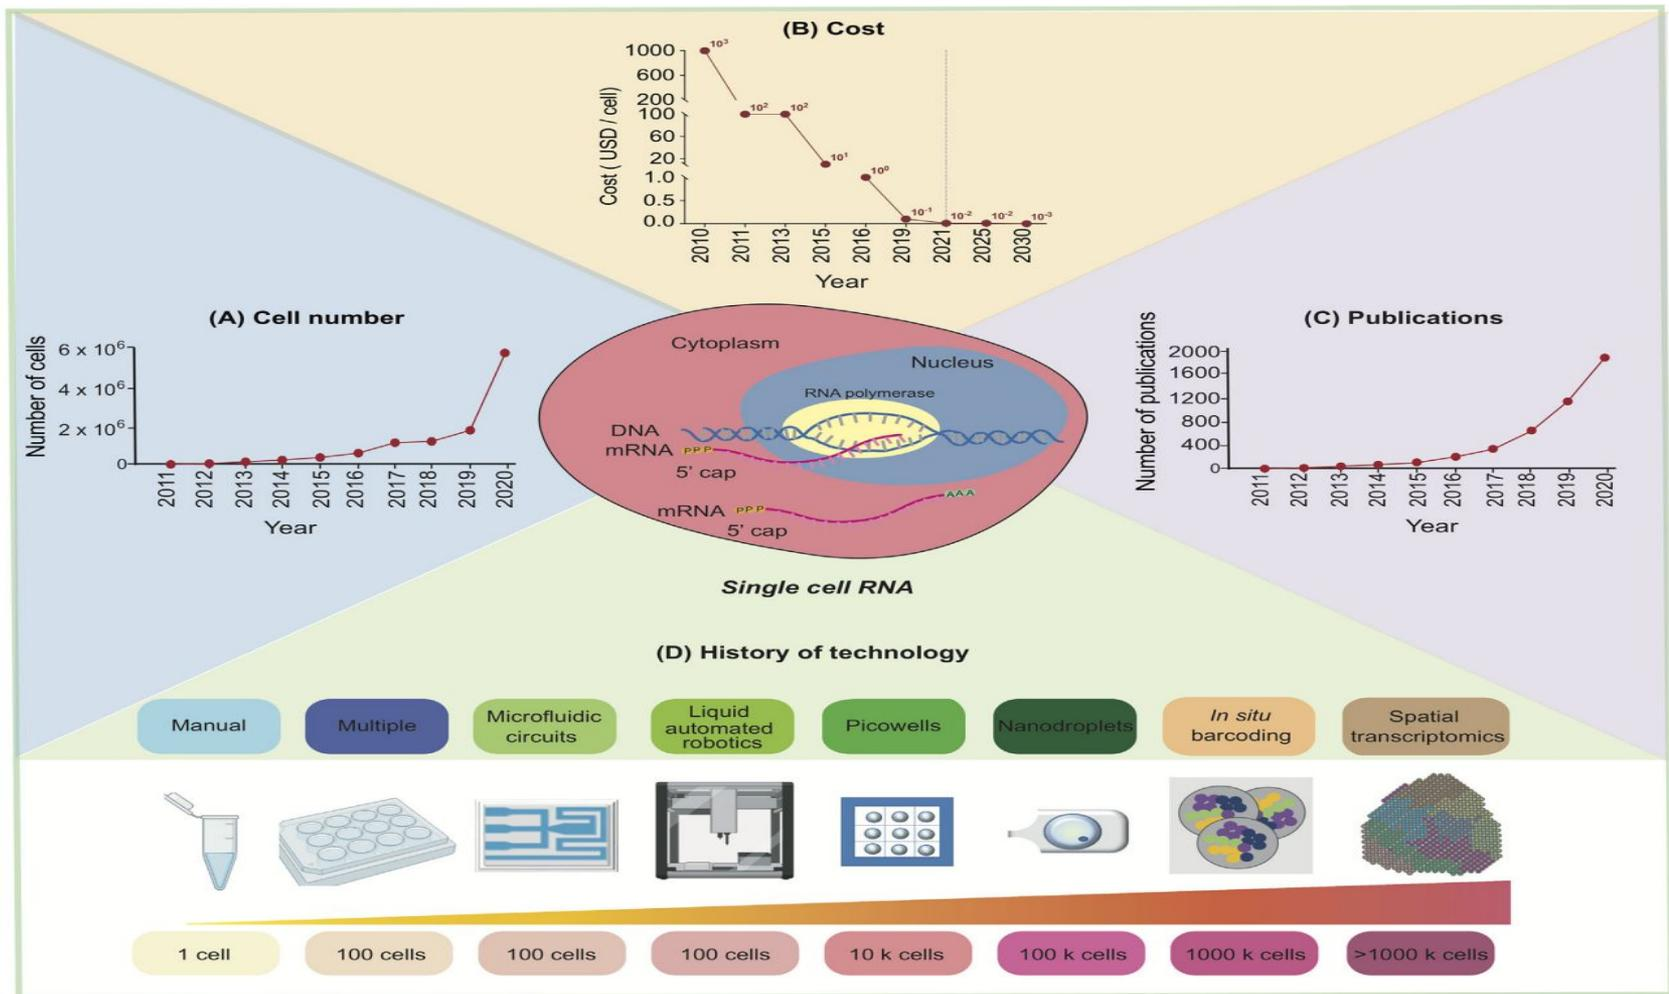 (B) Cost
Cost ( USD / cell)
1000
600
200
100
60
20
1.0
0.5
0.0
10³
10²
10²
10¹
10⁰
10⁻¹
10⁻²
10⁻²
10⁻³
2010
2011
2013
2015
2016
2019
2021
2025
2030
Year
(A) Cell number
Number of cells
6 x 10⁶
4 x 10⁶
2 x 10⁶
0
2011
2012
2013
2014
2015
2016
2017
2018
2019
2020
Year
Cytoplasm
Nucleus
RNA polymerase
DNA
mRNA
PPP
5' cap
mRNA
PPP
AAA
5' cap
Single cell RNA
(C) Publications
Number of publications
2000
1600
1200
800
400
0
2011
2012
2013
2014
2015
2016
2017
2018
2019
2020
Year
(D) History of technology
Manual
Multiple
Microfluidic
circuits
Liquid
automated
robotics
Picowells
Nanodroplets
In situ
barcoding
Spatial
transcriptomics
1 cell
100 cells
100 cells
100 cells
10 k cells
100 k cells
1000 k cells
>1000 k cells